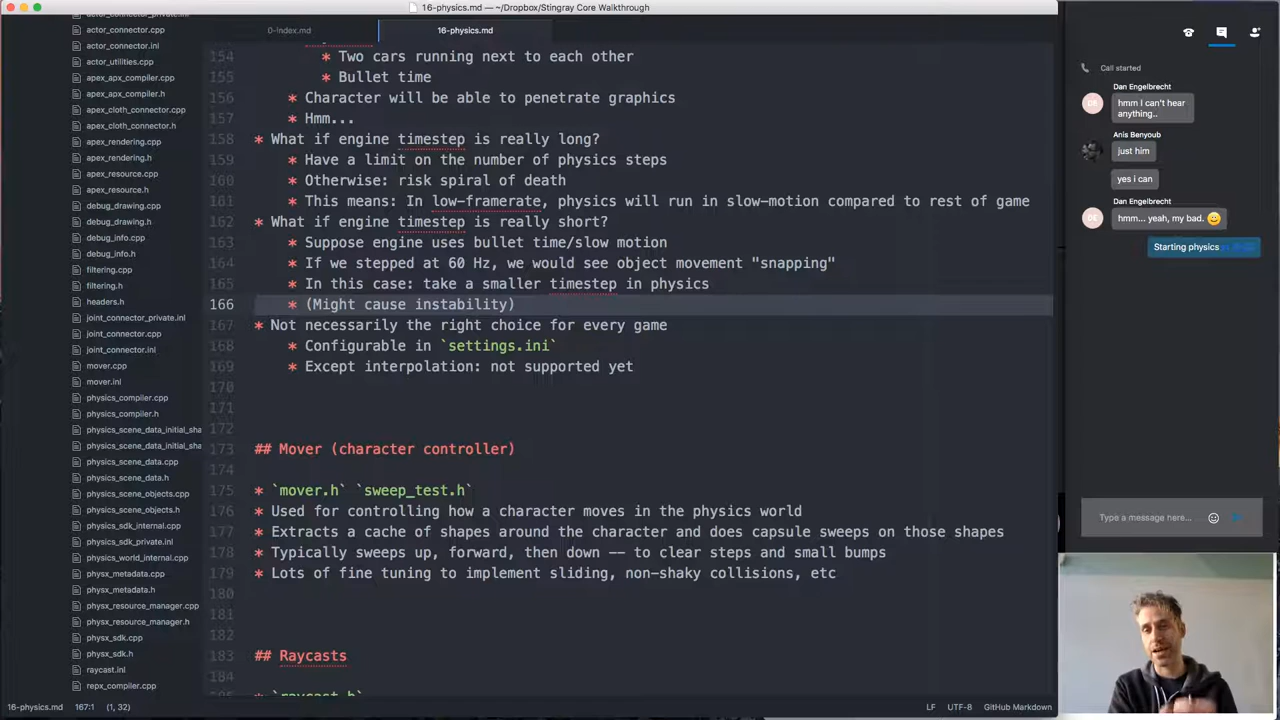 16-physics.md — ~/Dropbox/Stingray Core Walkthrough
0-index.md
16-physics.md
actor_connector_private.inl
actor_connector.cpp
actor_connector.h
actor_connector.inl
actor_utilities.cpp
apex_apx_compiler.cpp
apex_apx_compiler.h
apex_cloth_connector.cpp
apex_cloth_connector.h
apex_rendering.cpp
apex_rendering.h
apex_resource.cpp
apex_resource.h
debug_drawing.cpp
debug_drawing.h
debug_info.cpp
debug_info.h
filtering.cpp
filtering.h
headers.h
joint_connector_private.inl
joint_connector.cpp
joint_connector.inl
mover.cpp
mover.inl
physics_compiler.cpp
physics_compiler.h
physics_scene_data_initial_sha
physics_scene_data_initial_sha
physics_scene_data.cpp
physics_scene_data.h
physics_scene_objects.cpp
physics_scene_objects.h
physics_sdk_internal.cpp
physics_sdk_private.inl
physics_world_internal.cpp
physx_metadata.cpp
physx_metadata.h
physx_resource_manager.cpp
physx_resource_manager.h
physx_sdk.cpp
physx_sdk.h
raycast.inl
repx_compiler.cpp
154 * Two cars running next to each other
155 * Bullet time
156 * Character will be able to penetrate graphics
157 * Hmm...
158 * What if engine timestep is really long?
159 * Have a limit on the number of physics steps
160 * Otherwise: risk spiral of death
161 * This means: In low-framerate, physics will run in slow-motion compared to rest of game
162 * What if engine timestep is really short?
163 * Suppose engine uses bullet time/slow motion
164 * If we stepped at 60 Hz, we would see object movement "snapping"
165 * In this case: take a smaller timestep in physics
166 * (Might cause instability)
167 * Not necessarily the right choice for every game
168 * Configurable in `settings.ini`
169 * Except interpolation: not supported yet
170
171
172
173 ## Mover (character controller)
174
175 * `mover.h` `sweep_test.h`
176 * Used for controlling how a character moves in the physics world
177 * Extracts a cache of shapes around the character and does capsule sweeps on those shapes
178 * Typically sweeps up, forward, then down -- to clear steps and small bumps
179 * Lots of fine tuning to implement sliding, non-shaky collisions, etc
180
181
182
183 ## Raycasts
184
* `raycast.h`
16-physics.md 167:1 (1, 32)
LF UTF-8 GitHub Markdown
Call started
Dan Engelbrecht
DE
hmm I can't hear
anything..
Anis Benyoub
just him
yes i can
Dan Engelbrecht
DE
hmm... yeah, my bad.
Starting physics
Type a message here...